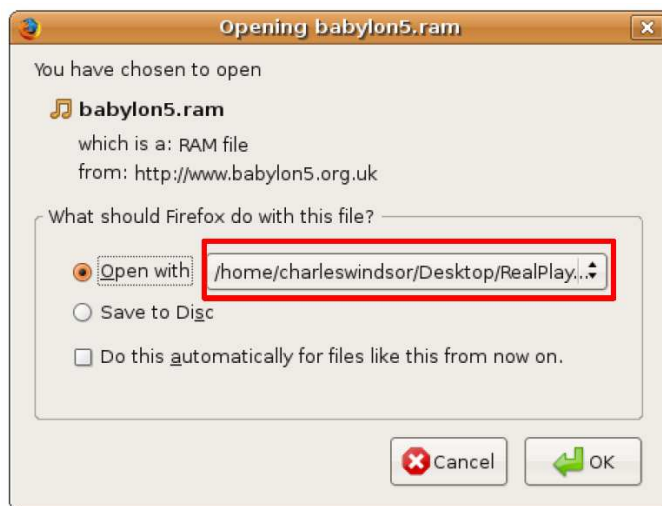 Opening babylon5.ram
You have chosen to open
babylon5.ram
which is a: RAM file
from: http://www.babylon5.org.uk
What should Firefox do with this file?
Open with /home/charleswindsor/Desktop/RealPlay...
Save to Disc
Do this automatically for files like this from now on.
Cancel OK